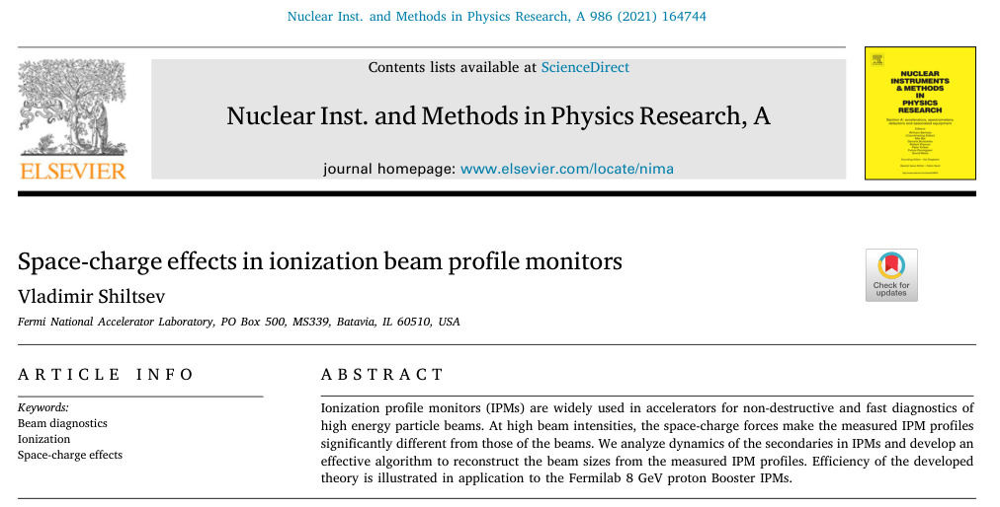 Nuclear Inst. and Methods in Physics Research, A 986 (2021) 164744
Contents lists available at ScienceDirect
Nuclear Inst. and Methods in Physics Research, A
journal homepage: www.elsevier.com/locate/nima
ELSEVIER
NUCLEAR
INSTRUMENTS
& METHODS
IN
PHYSICS
RESEARCH
Space-charge effects in ionization beam profile monitors
Check for
updates
Vladimir Shiltsev
Fermi National Accelerator Laboratory, PO Box 500, MS339, Batavia, IL 60510, USA
ARTICLE INFO
Keywords:
Beam diagnostics
Ionization
Space-charge effects
ABSTRACT
Ionization profile monitors (IPMs) are widely used in accelerators for non-destructive and fast diagnostics of
high energy particle beams. At high beam intensities, the space-charge forces make the measured IPM profiles
significantly different from those of the beams. We analyze dynamics of the secondaries in IPMs and develop an
effective algorithm to reconstruct the beam sizes from the measured IPM profiles. Efficiency of the developed
theory is illustrated in application to the Fermilab 8 GeV proton Booster IPMs.